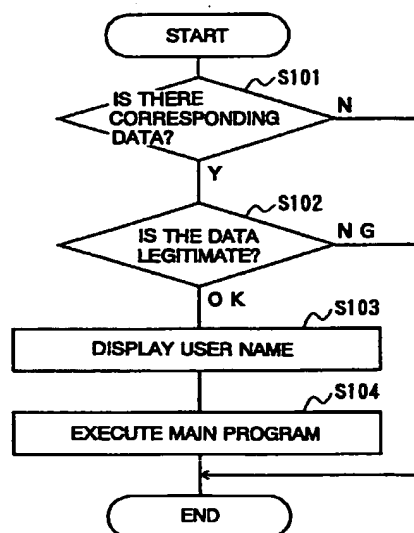 START
S101
IS THERE
N
CORRESPONDING
DATA?
Y
S102
N G
IS THE DATA
LEGITIMATE?
O K
S103
DISPLAY USER NAME
S104
EXECUTE MAIN PROGRAM
END